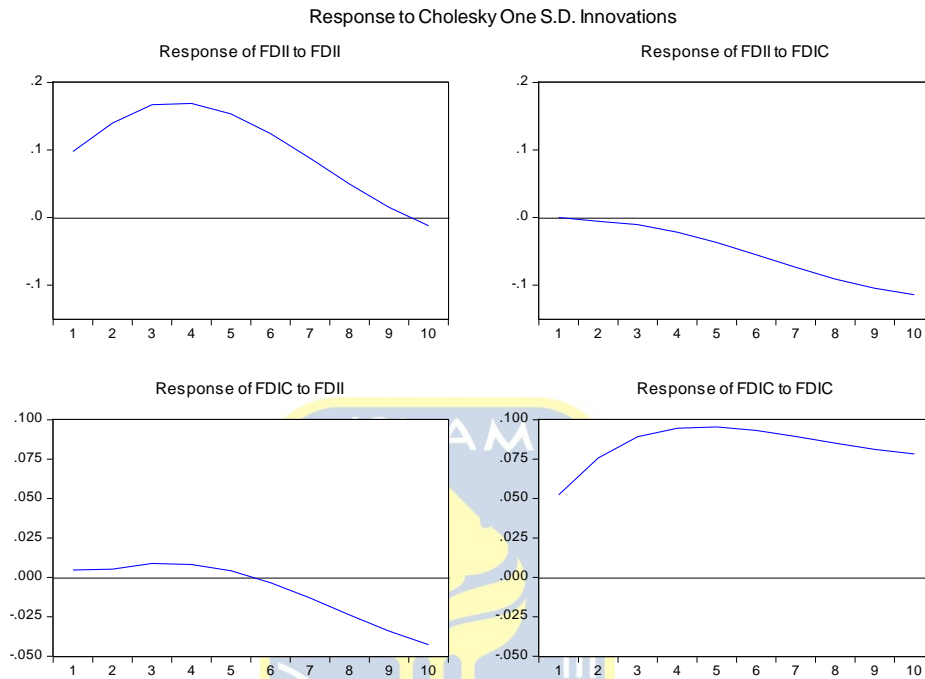 Response to Cholesky One S.D. Innovations
Response of FDII to FDII
.2
.1
.0
-.1
1 2 3 4 5 6 7 8 9 10
Response of FDII to FDIC
.2
.1
.0
-.1
1 2 3 4 5 6 7 8 9 10
Response of FDIC to FDII
.100
.075
.050
.025
.000
-.025
-.050
1 2 3 4 5 6 7 8 9 10
Response of FDIC to FDIC
.100
.075
.050
.025
.000
-.025
-.050
1 2 3 4 5 6 7 8 9 10